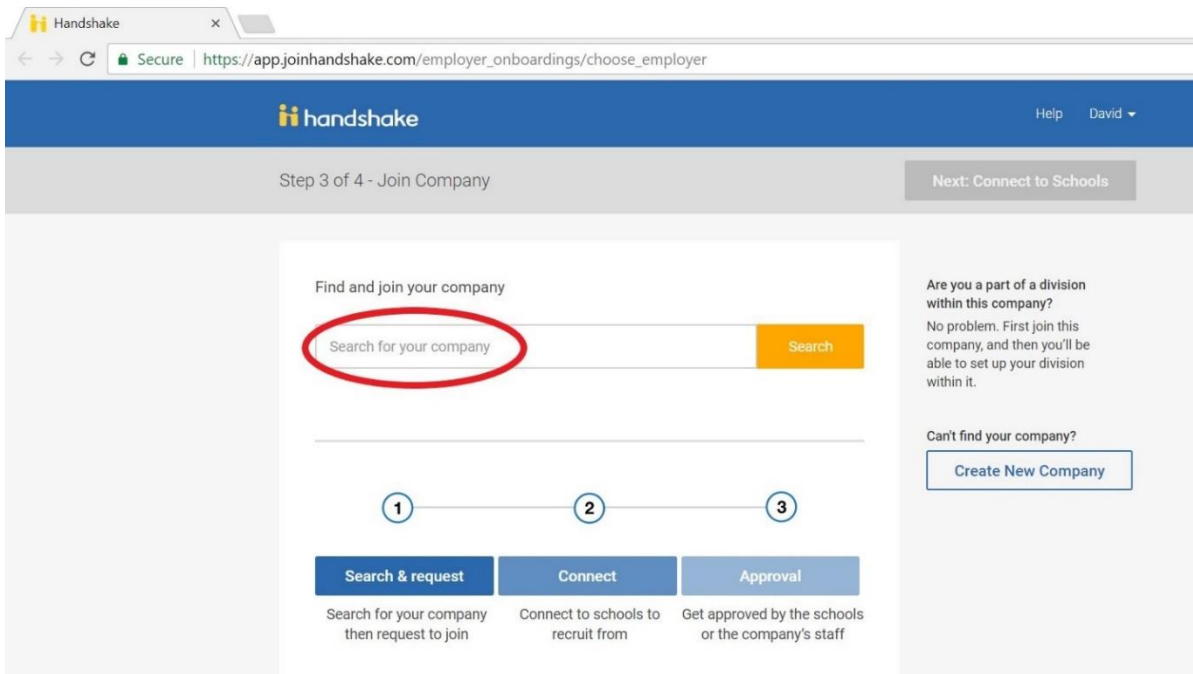 Handshake
Secure
https://app.joinhandshake.com/employer_onboardings/choose_employer
handshake
Help
David
Step 3 of 4 - Join Company
Next: Connect to Schools
Find and join your company
Search for your company
Search
Are you a part of a division
within this company?
No problem. First join this
company, and then you'll be
able to set up your division
within it.
Can't find your company?
Create New Company
1
2
3
Search & request
Connect
Approval
Search for your company
then request to join
Connect to schools to
recruit from
Get approved by the schools
or the company's staff